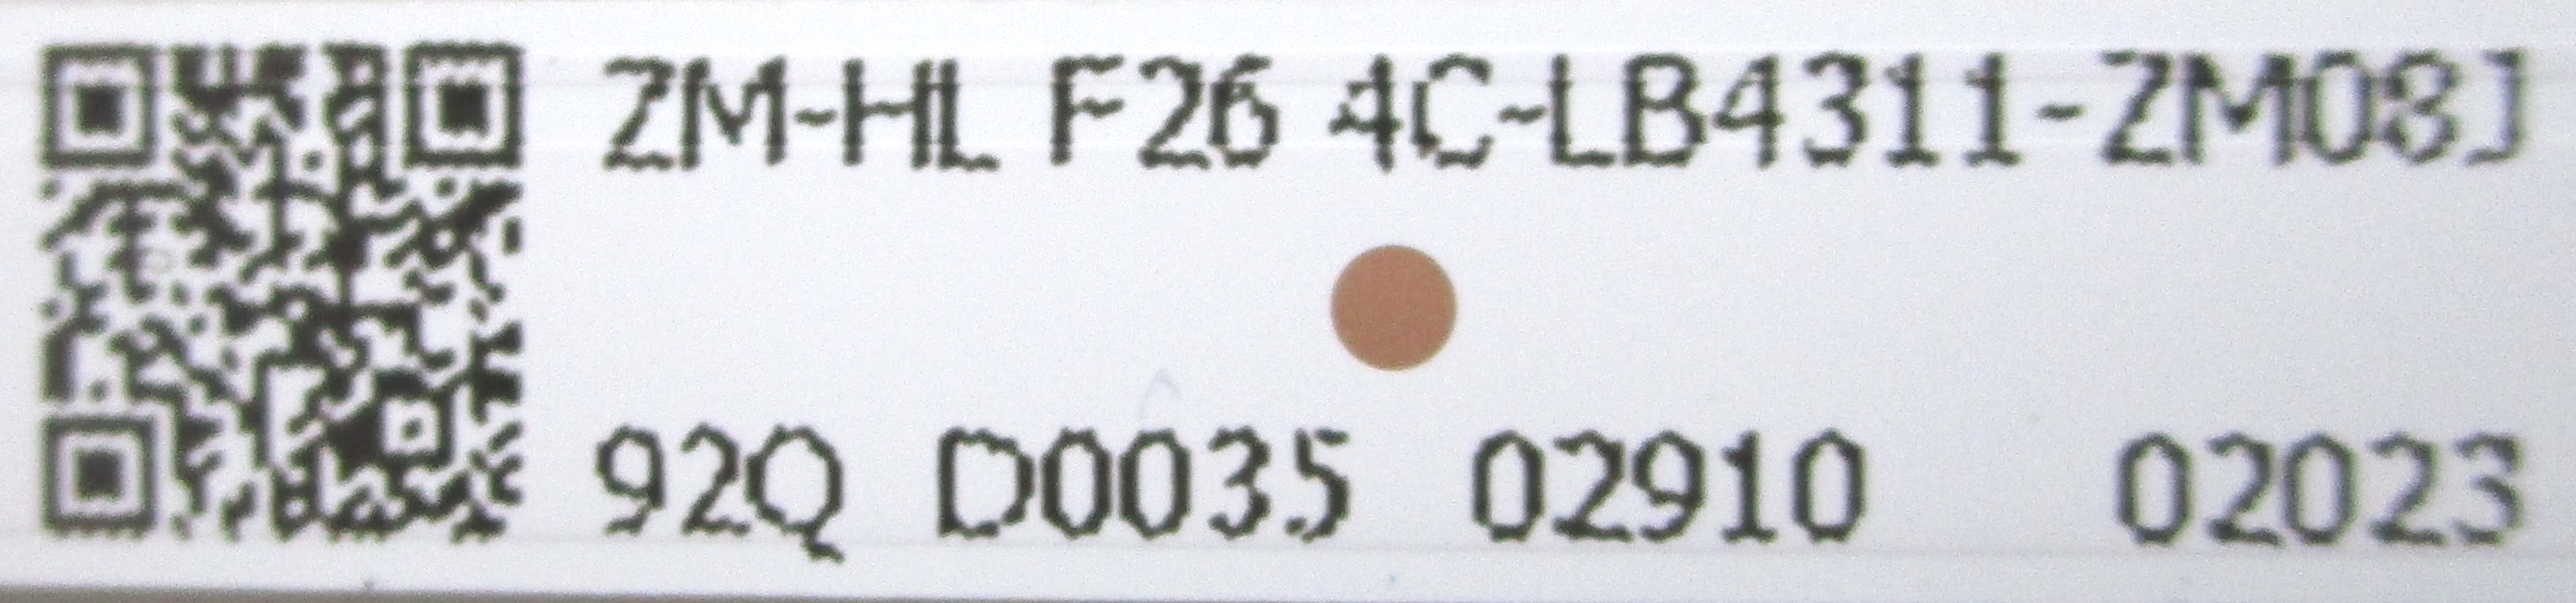 ZM-HL F26 4C-LB4311-ZM08J
92Q D0035 02910 02023